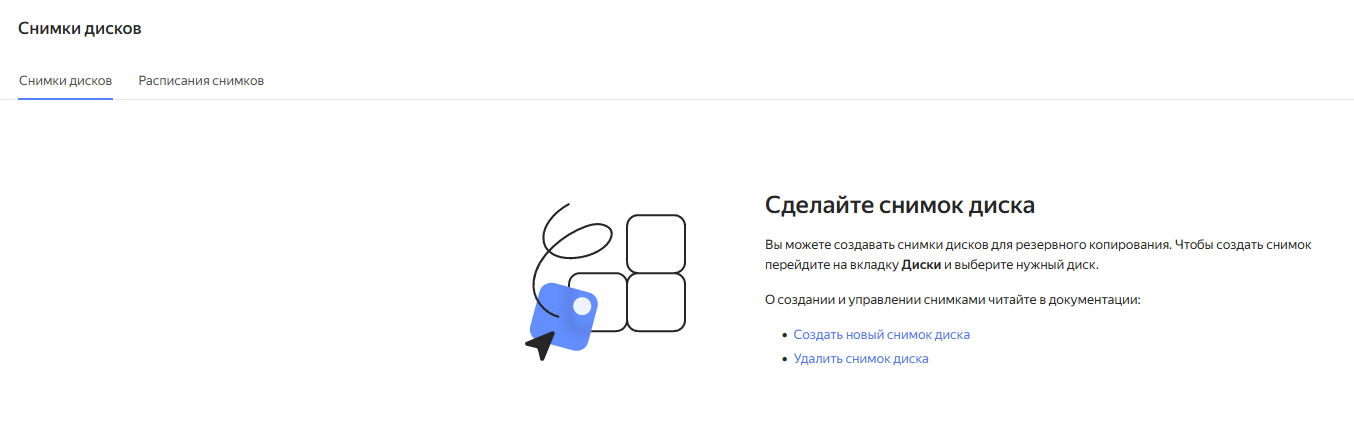 Снимки дисков
Снимки дисков
Расписания снимков
Сделайте снимок диска
Вы можете создавать снимки дисков для резервного копирования. Чтобы создать снимок
перейдите на вкладку Диски и выберите нужный диск.
О создании и управлении снимками читайте в документации:
• Создать новый снимок диска
• Удалить снимок диска